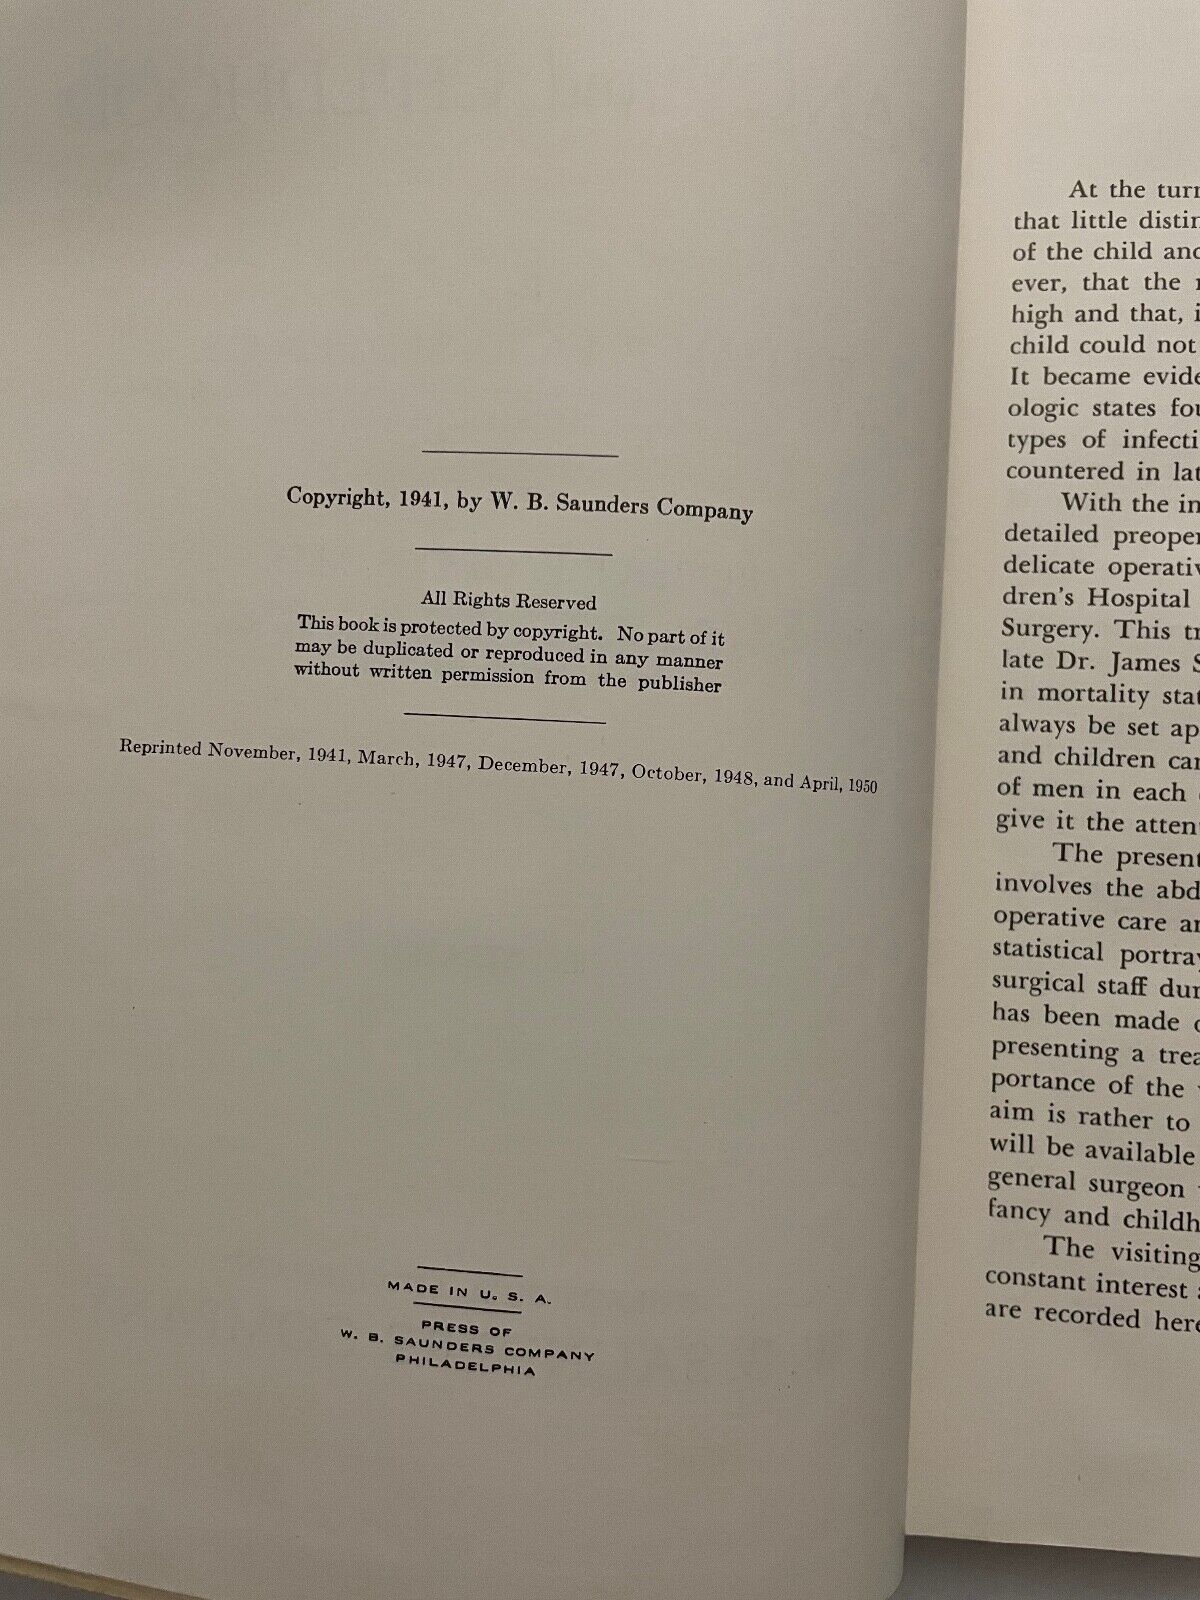 Copyright, 1941, by W. B. Saunders Company
All Rights Reserved
This book is protected by copyright. No part of it
may be duplicated or reproduced in any manner
without written permission from the publisher
Reprinted November, 1941, March, 1947, December, 1947, October, 1948, and April, 1950
MADE IN U. S. A.
PRESS OF
W. B. SAUNDERS COMPANY
PHILADELPHIA
At the turn
that little
of the child and
ever, that the
high and that,
child could not
It became
ologic states
types of
countered in
With the
detailed
delicate
dren's Hospital
Surgery. This
late Dr. James
in mortality
always be set
and children
of men in each
give it the
The present
involves the
operative care
statistical
surgical staff
has been made
presenting a
portance of the
aim is rather to
will be available
general surgeon
fancy and
The visiting
constant interest
are recorded